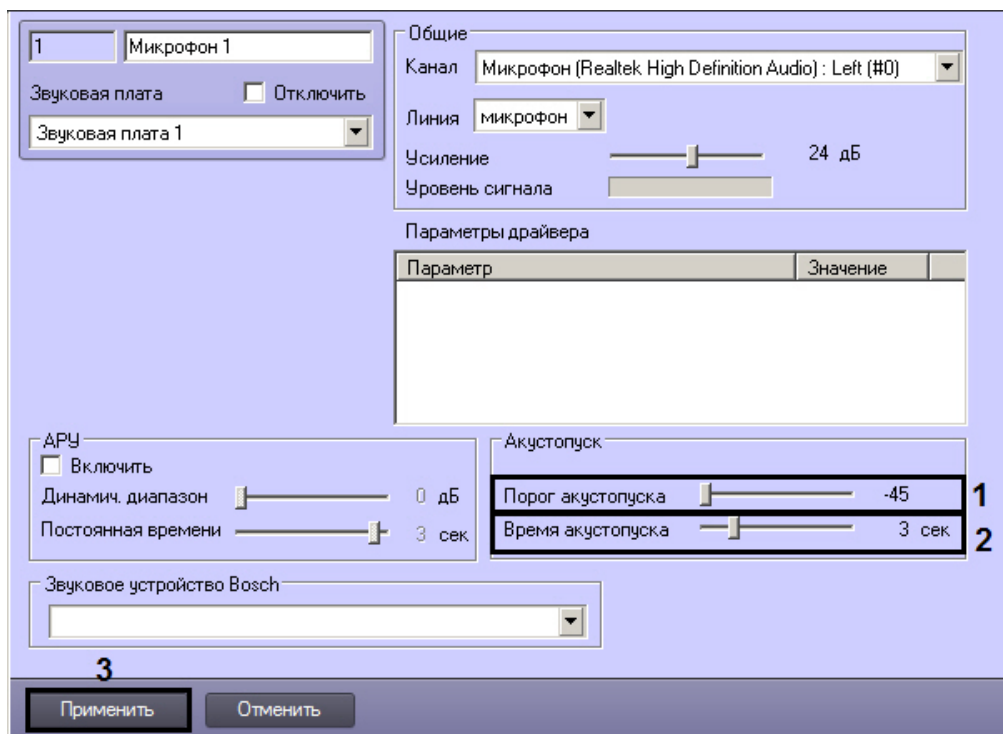 1 Микрофон 1
Звуковая плата Отключить
Звуковая плата 1
Общие
Канал Микрофон (Realtek High Definition Audio) : Left (#0)
Линия микрофон
Усиление 24 дБ
Уровень сигнала
Параметры драйвера
Параметр Значение
АРУ
Включить
Динамич. диапазон 0 дБ
Постоянная времени 3 сек
Акустопуск
Порог акустопуска -45 1
Время акустопуска 3 сек 2
Звуковое устройство Bosch
3
Применить Отменить